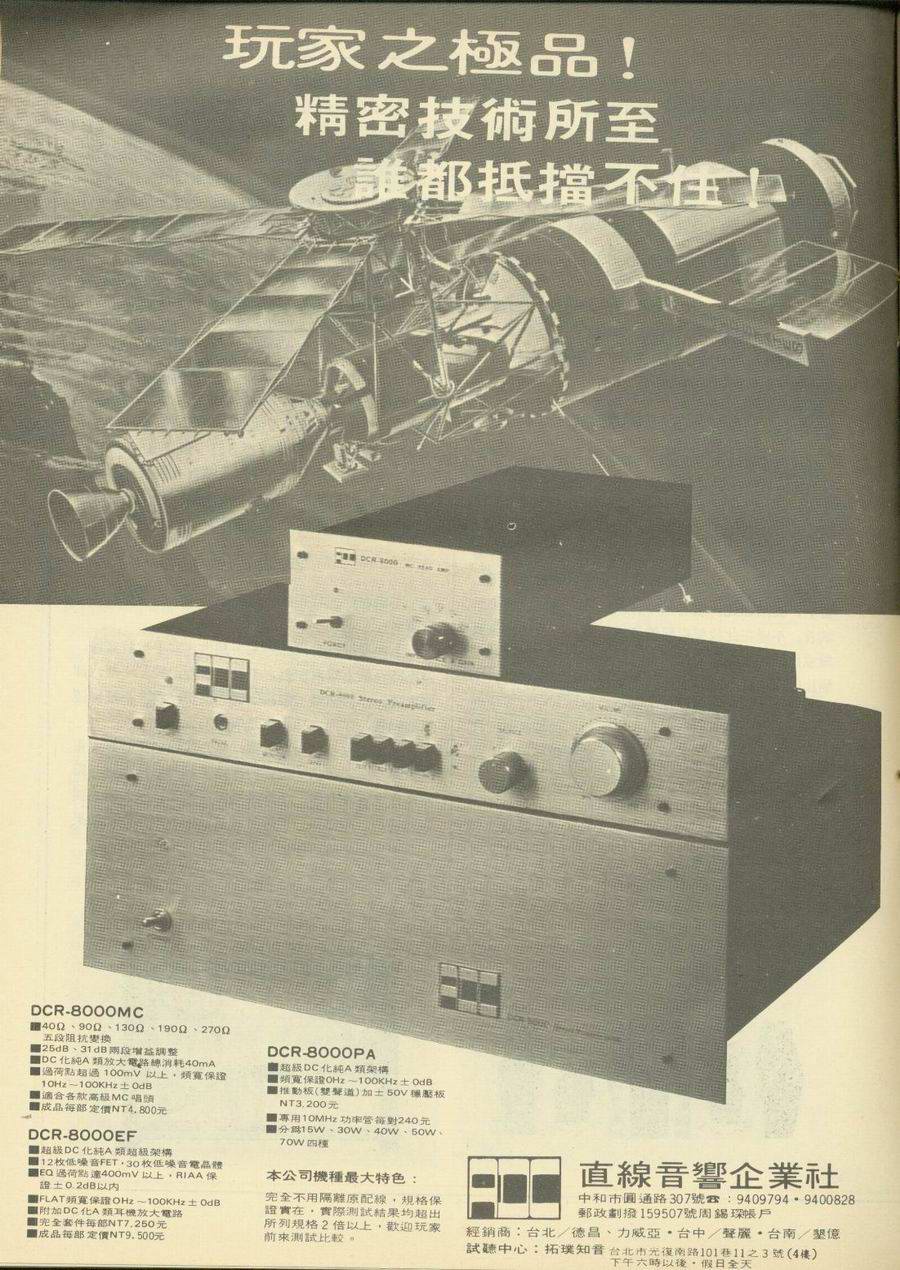 玩家之極品！
精密技術所至
誰都抵擋不住！
DCR-8000 MC HEAD AMP
POWER
DCR-8000 Stereo Preamplifier
VOLUME
DCR-8000MC
■40Ω、90Ω、130Ω、190Ω、270Ω
五段阻抗變換
■25dB、31dB兩段增益調整
■DC化純A類放大電路總消耗40mA
■過荷點超過100mV以上，頻寬保證
10Hz～100KHz±0dB
■適合各款高級MC唱頭
■成品每部定價NT4,800元
DCR-8000EF
■超級DC化純A類超級架構
■12枚低噪音FET，30枚低噪音電晶體
■EQ過荷點達400mV以上，RIAA保
證±0.2dB以內
■FLAT頻寬保證0Hz～100KHz±0dB
■附加DC化A類耳機放大電路
■完全套件每部NT7,250元
■成品每部定價NT9,500元
DCR-8000PA
■超級DC化純A類架構
■頻寬保證0Hz～100KHz±0dB
■推動板(雙聲道)加±50V穩壓板
NT3,200元
■專用10MHz功率管每對240元
■分為15W、30W、40W、50W、
70W四種
本公司機種最大特色：
完全不用隔離原配線，規格保
證實在，實際測試結果均超出
所列規格2倍以上，歡迎玩家
前來測試比較。
直線音響企業社
中和市圓通路307號☎：9409794・9400828
郵政劃撥159507號周錫琛帳戶
經銷商：台北／德昌、力威亞・台中／聲麗・台南／墾億
試聽中心：拓璞知音 台北市光復南路101巷11之3號(4樓)
下午六時以後・假日全天